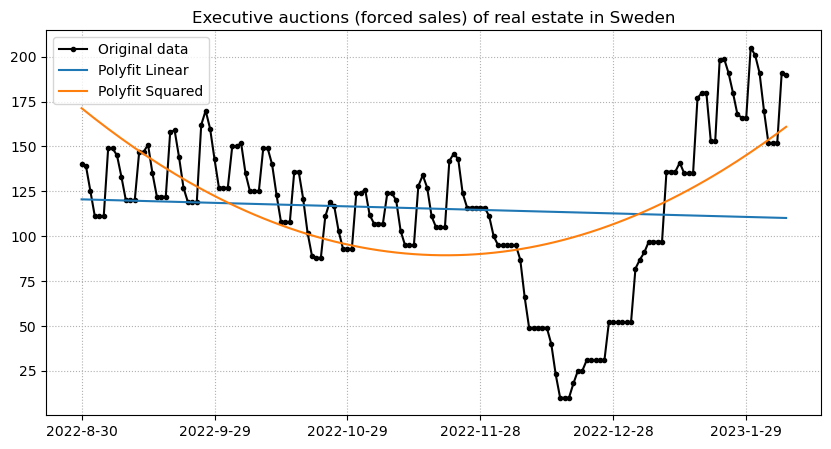 Executive auctions (forced sales) of real estate in Sweden
Original data
Polyfit Linear
Polyfit Squared
200
175
150
125
100
75
50
25
2022-8-30 2022-9-29 2022-10-29 2022-11-28 2022-12-28 2023-1-29